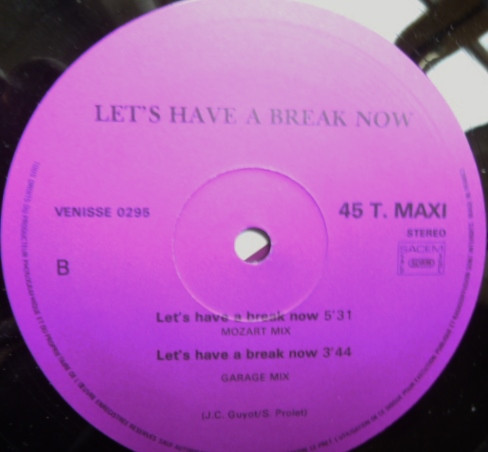 LET'S HAVE A BREAK NOW
VENISSE 0295
45 T. MAXI
STEREO
SACEM
B
Let's have a break now 5'31
MOZART MIX
Let's have a break now 3'44
GARAGE MIX
(J.C. Guyot/S. Prolet)